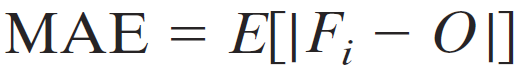 MAE = E[|F_i − O|]